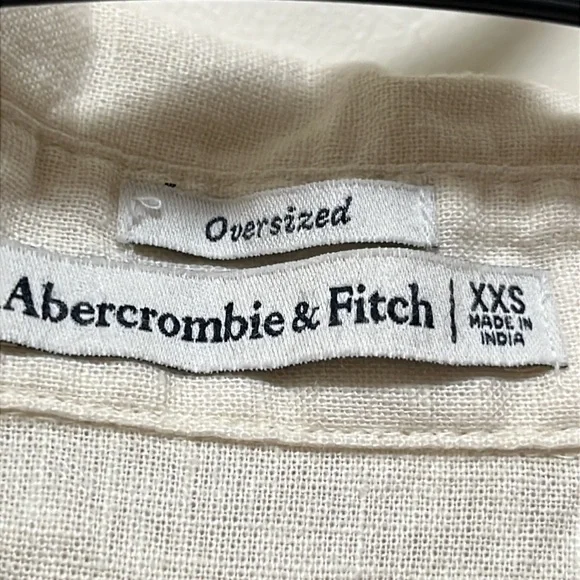 Oversized
Abercrombie & Fitch | XXS
MADE IN
INDIA